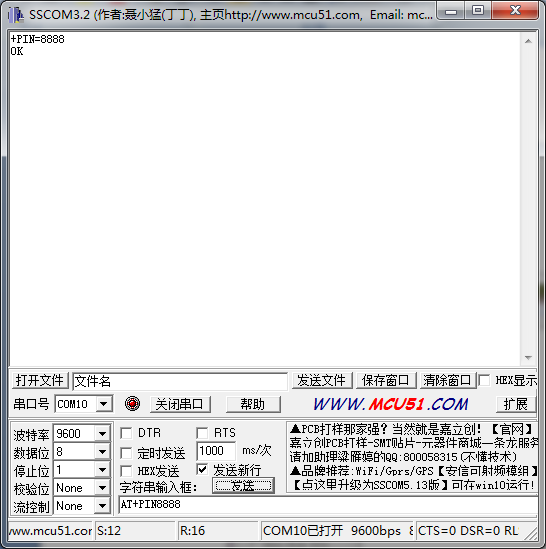 SSCOM3.2 (作者:聂小猛(丁丁), 主页http://www.mcu51.com, Email: mc...
+PIN=8888
OK
打开文件 文件名 发送文件 保存窗口 清除窗口 HEX显示
串口号 COM10 关闭串口 帮助 WWW.MCU51.COM 扩展
波特率 9600 DTR RTS
数据位 8 定时发送 1000 ms/次
停止位 1 HEX发送 发送新行
校验位 None 字符串输入框: 发送
流控制 None AT+PIN8888
▲PCB打样那家强? 当然就是嘉立创! 【官网】
嘉立创PCB打样-SMT贴片-元器件商城一条龙服务
请加助理梁雁婷的QQ:800058315(不懂技术)
▲品牌推荐:WiFi/Gprs/GPS【安信可射频模组】
【点这里升级为SSCOM5.13版】可在win10运行!
ww.mcu51.cor S:12 R:16 COM10已打开 9600bps 8 CTS=0 DSR=0 RL